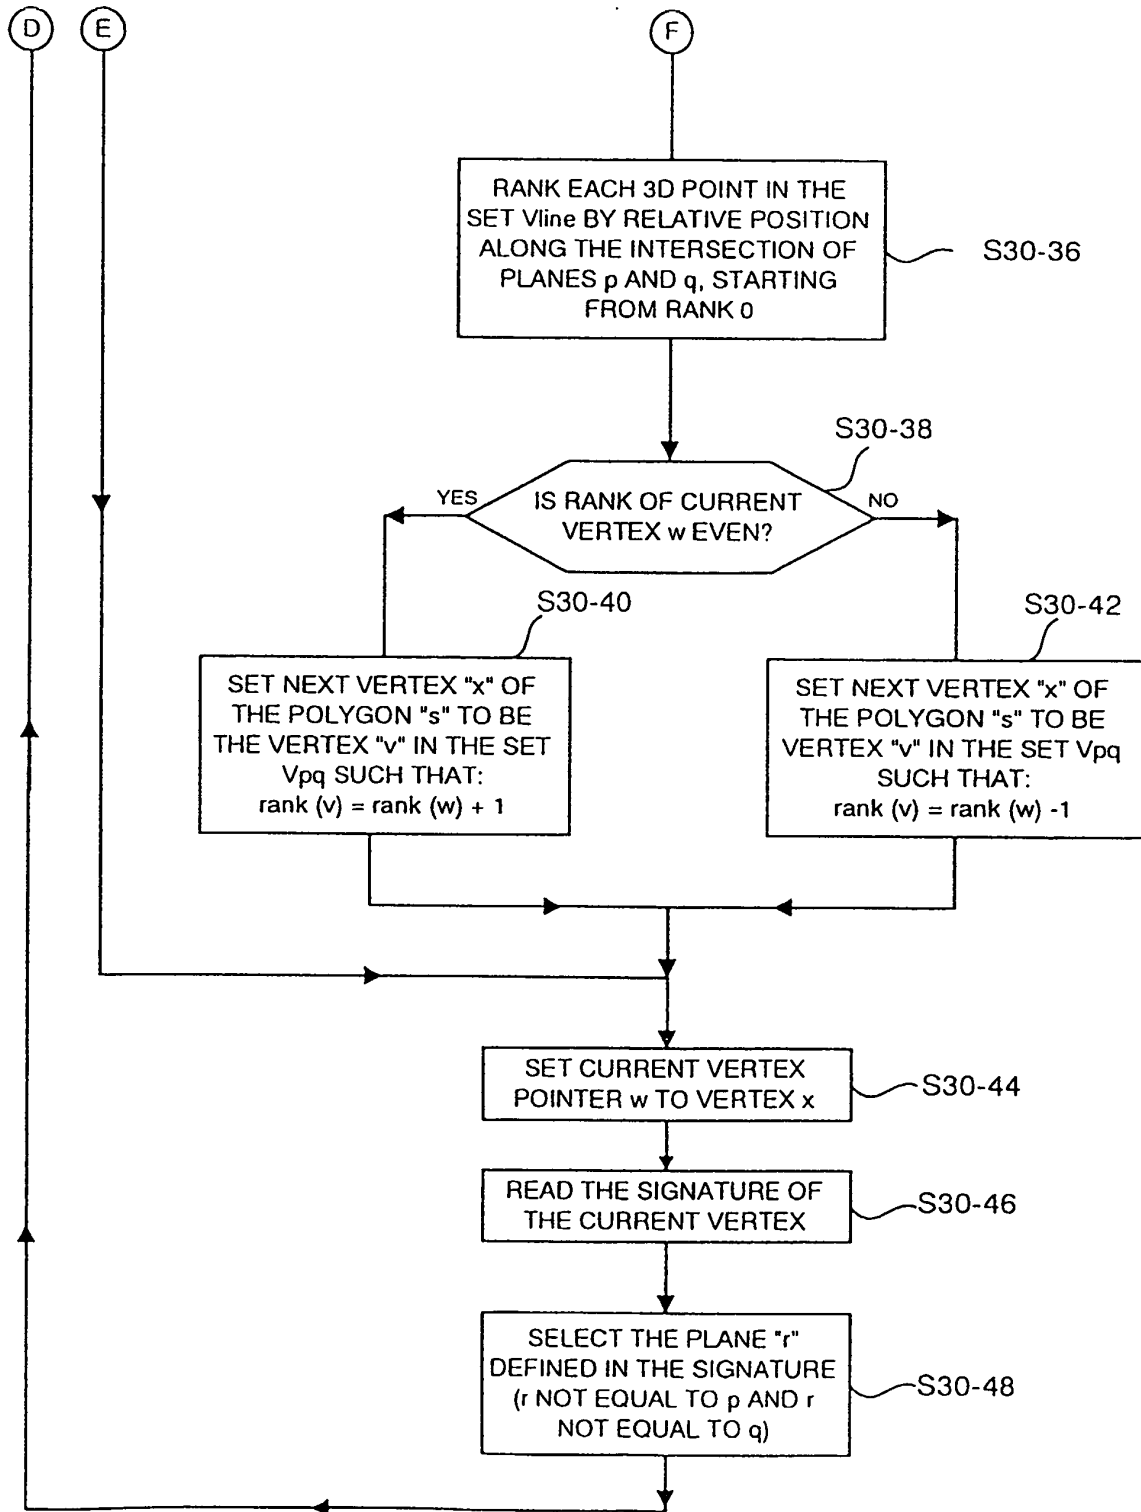 D E F
RANK EACH 3D POINT IN THE
SET Vline BY RELATIVE POSITION
ALONG THE INTERSECTION OF
PLANES p AND q, STARTING
FROM RANK 0
S30-36
S30-38
YES
IS RANK OF CURRENT
VERTEX w EVEN?
NO
S30-40
S30-42
SET NEXT VERTEX "x" OF
THE POLYGON "s" TO BE
THE VERTEX "v" IN THE SET
Vpq SUCH THAT:
rank (v) = rank (w) + 1
SET NEXT VERTEX "x" OF
THE POLYGON "s" TO BE
VERTEX "v" IN THE SET Vpq
SUCH THAT:
rank (v) = rank (w) -1
SET CURRENT VERTEX
POINTER w TO VERTEX x
S30-44
READ THE SIGNATURE OF
THE CURRENT VERTEX
S30-46
SELECT THE PLANE "r"
DEFINED IN THE SIGNATURE
(r NOT EQUAL TO p AND r
NOT EQUAL TO q)
S30-48